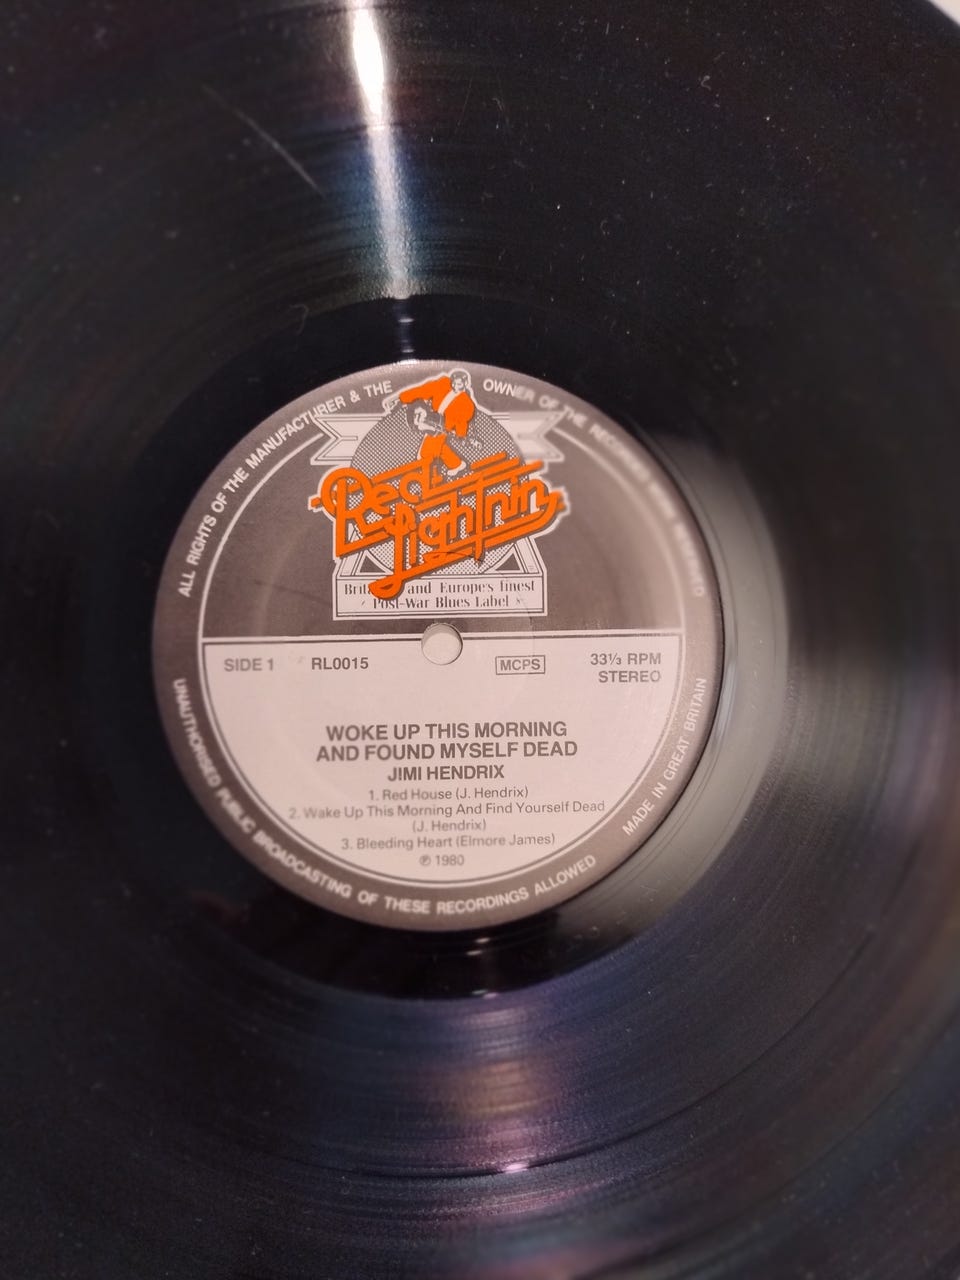 ALL RIGHTS OF THE MANUFACTURER & THE OWNER OF THE RECORDED WORK RESERVED
Red Lightnin
and Europe's finest
Post-War Blues Label
SIDE 1 RL0015 MCPS 33⅓ RPM
STEREO
WOKE UP THIS MORNING
AND FOUND MYSELF DEAD
JIMI HENDRIX
1. Red House (J. Hendrix)
2. Wake Up This Morning And Find Yourself Dead
(J. Hendrix)
3. Bleeding Heart (Elmore James)
℗ 1980
UNAUTHORISED PUBLIC BROADCASTING OF THESE RECORDINGS ALLOWED
MADE IN GREAT BRITAIN